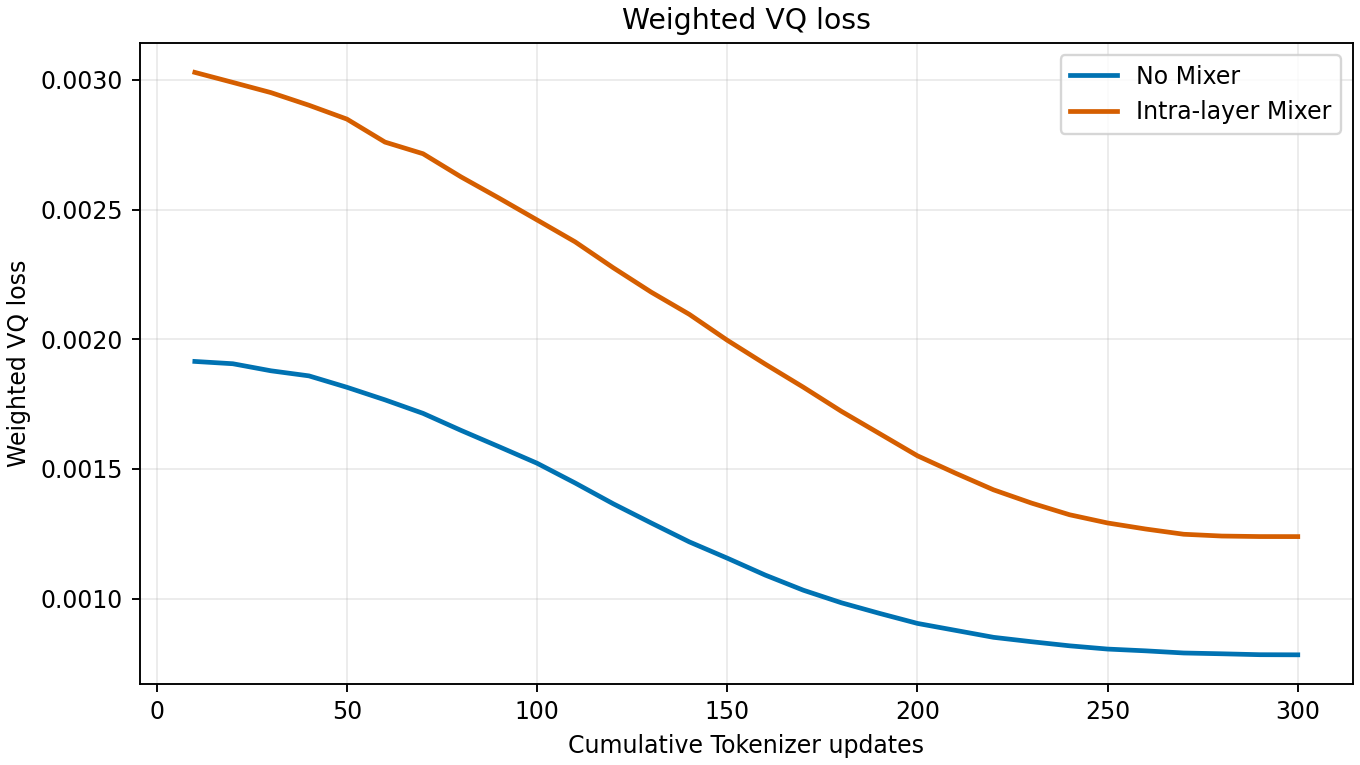 Weighted VQ loss
No Mixer
Intra-layer Mixer
Weighted VQ loss
0.0030
0.0025
0.0020
0.0015
0.0010
0
50
100
150
200
250
300
Cumulative Tokenizer updates